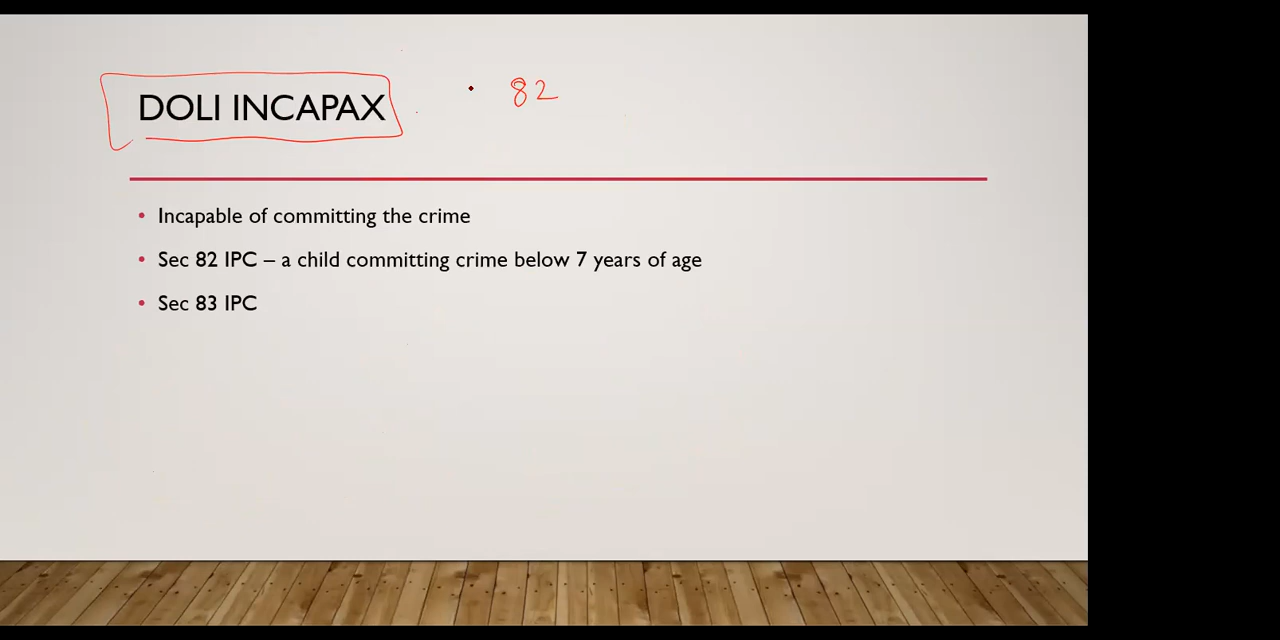 DOLI INCAPAX 82
• Incapable of committing the crime
• Sec 82 IPC – a child committing crime below 7 years of age
• Sec 83 IPC